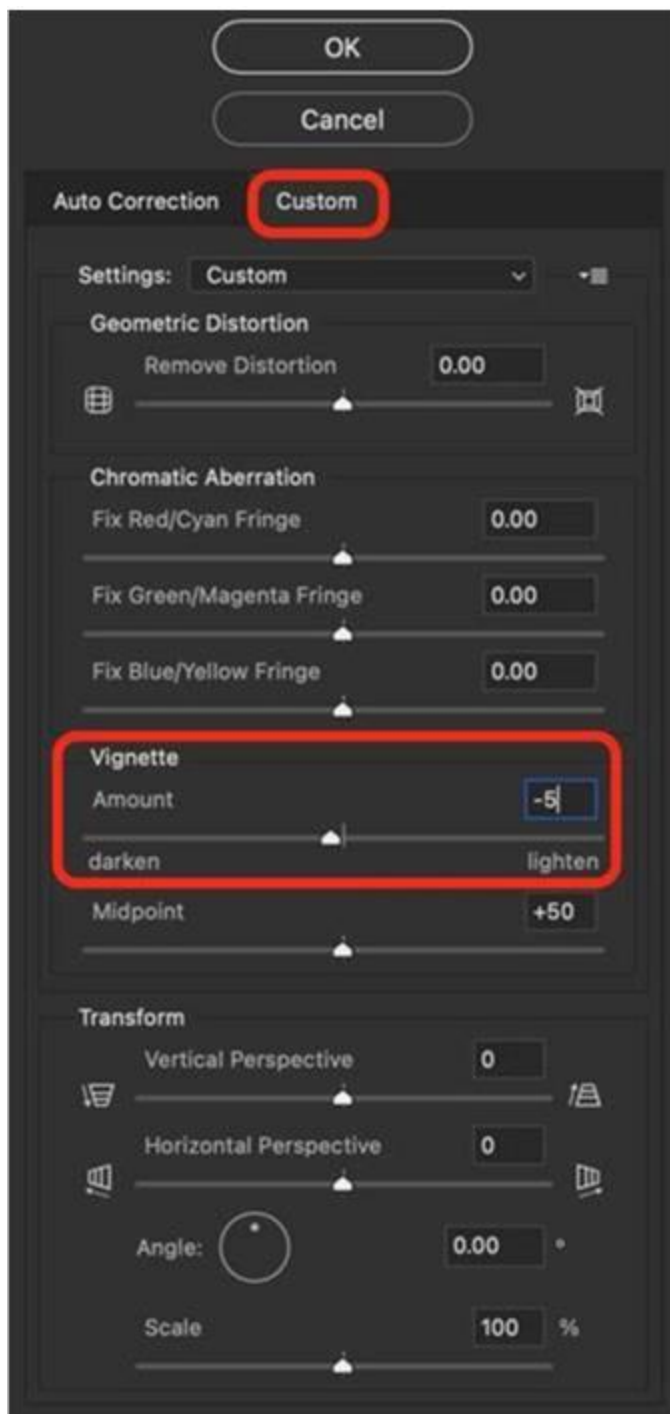 OK
Cancel
Auto Correction Custom
Settings: Custom
Geometric Distortion
Remove Distortion 0.00
Chromatic Aberration
Fix Red/Cyan Fringe 0.00
Fix Green/Magenta Fringe 0.00
Fix Blue/Yellow Fringe 0.00
Vignette
Amount -5
darken lighten
Midpoint +50
Transform
Vertical Perspective 0
Horizontal Perspective 0
Angle: 0.00 °
Scale 100 %